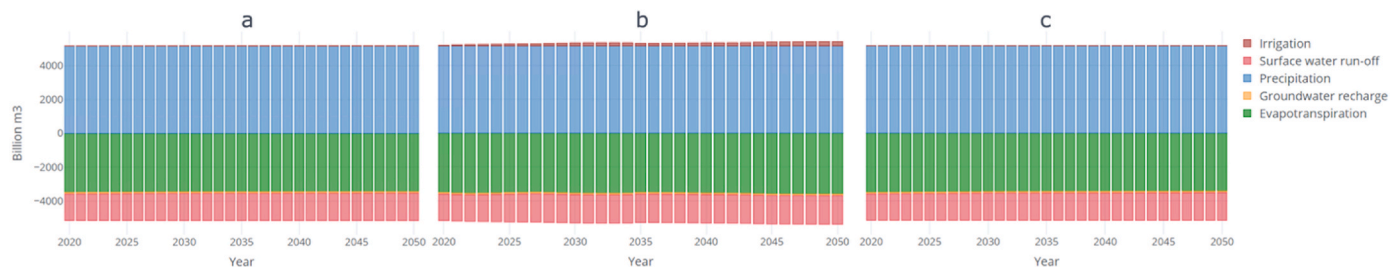 a b c
Billion m3
4000
2000
0
−2000
−4000
2020 2025 2030 2035 2040 2045 2050
Year
2020 2025 2030 2035 2040 2045 2050
Year
2020 2025 2030 2035 2040 2045 2050
Year
Irrigation
Surface water run-off
Precipitation
Groundwater recharge
Evapotranspiration